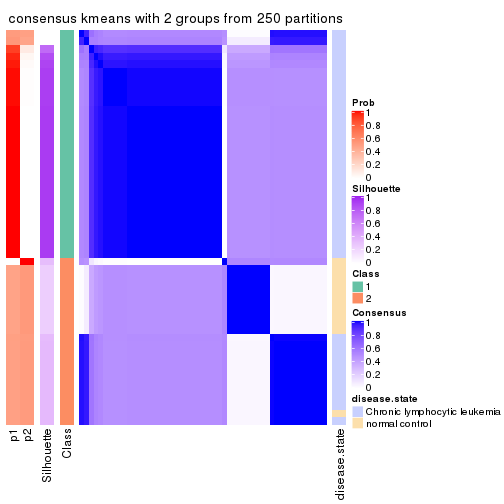 consensus kmeans with 2 groups from 250 partitions
Prob
1
0.8
0.6
0.4
0.2
0
Silhouette
1
0.8
0.6
0.4
0.2
0
Class
1
2
Consensus
1
0.8
0.6
0.4
0.2
0
disease.state
Chronic lymphocytic leukemia
normal control
p1
p2
Silhouette
Class
disease.state